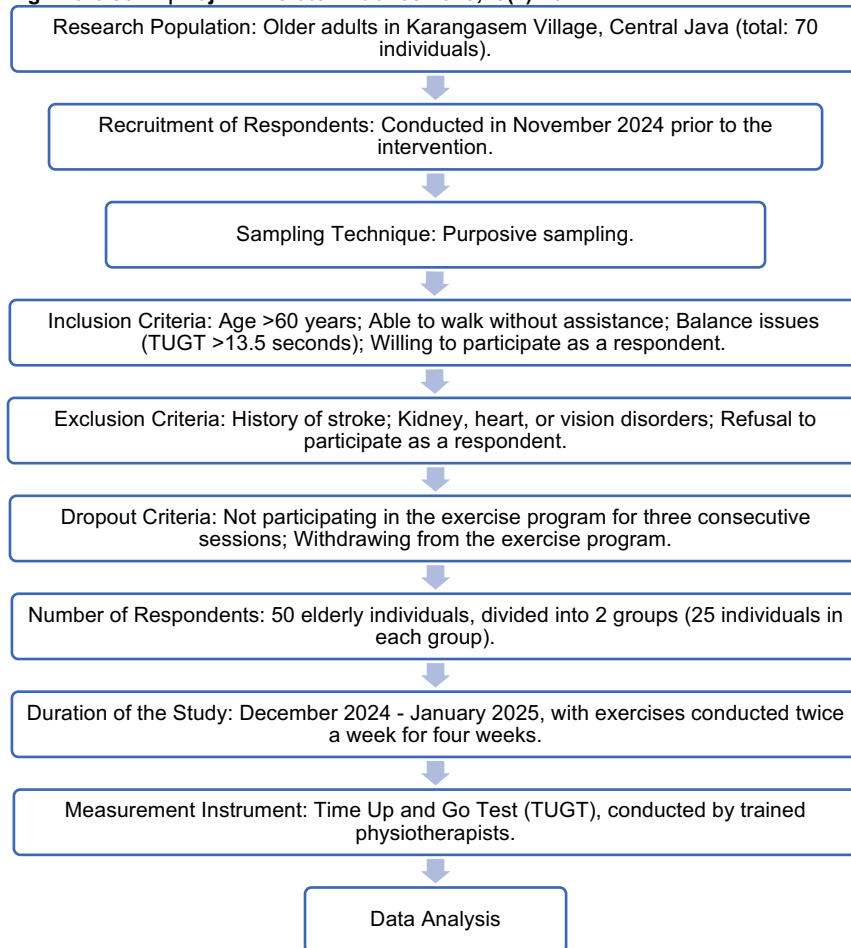 Research Population: Older adults in Karangasem Village, Central Java (total: 70
individuals).
Recruitment of Respondents: Conducted in November 2024 prior to the
intervention.
Sampling Technique: Purposive sampling.
Inclusion Criteria: Age >60 years; Able to walk without assistance; Balance issues
(TUGT >13.5 seconds); Willing to participate as a respondent.
Exclusion Criteria: History of stroke; Kidney, heart, or vision disorders; Refusal to
participate as a respondent.
Dropout Criteria: Not participating in the exercise program for three consecutive
sessions; Withdrawing from the exercise program.
Number of Respondents: 50 elderly individuals, divided into 2 groups (25 individuals in
each group).
Duration of the Study: December 2024 - January 2025, with exercises conducted twice
a week for four weeks.
Measurement Instrument: Time Up and Go Test (TUGT), conducted by trained
physiotherapists.
Data Analysis